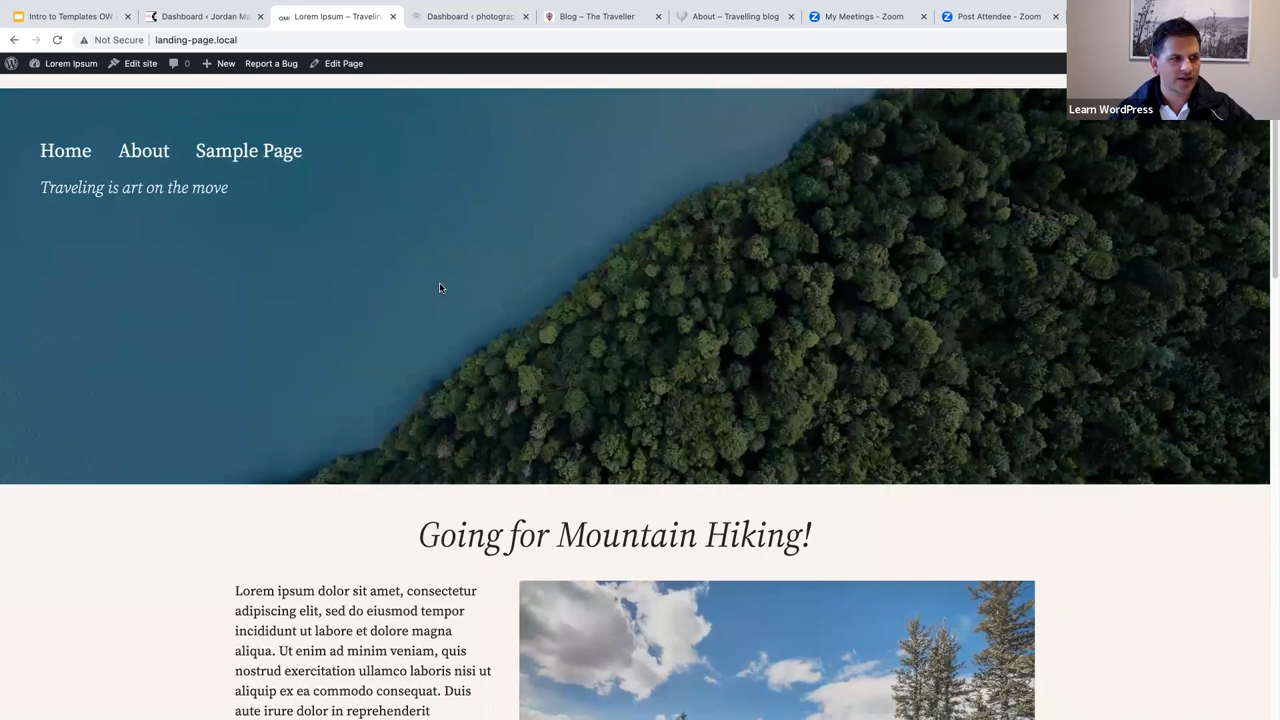 Intro to Templates OW
Dashboard ‹ Jordan Ma
Lorem Ipsum – Traveling
Dashboard ‹ photograp
Blog – The Traveller
About – Travelling blog
My Meetings - Zoom
Post Attendee - Zoom
Not Secure | landing-page.local
Lorem Ipsum
Edit site
0
New
Report a Bug
Edit Page
Learn WordPress
Home About Sample Page
Traveling is art on the move
Going for Mountain Hiking!
Lorem ipsum dolor sit amet, consectetur
adipiscing elit, sed do eiusmod tempor
incididunt ut labore et dolore magna
aliqua. Ut enim ad minim veniam, quis
nostrud exercitation ullamco laboris nisi ut
aliquip ex ea commodo consequat. Duis
aute irure dolor in reprehenderit